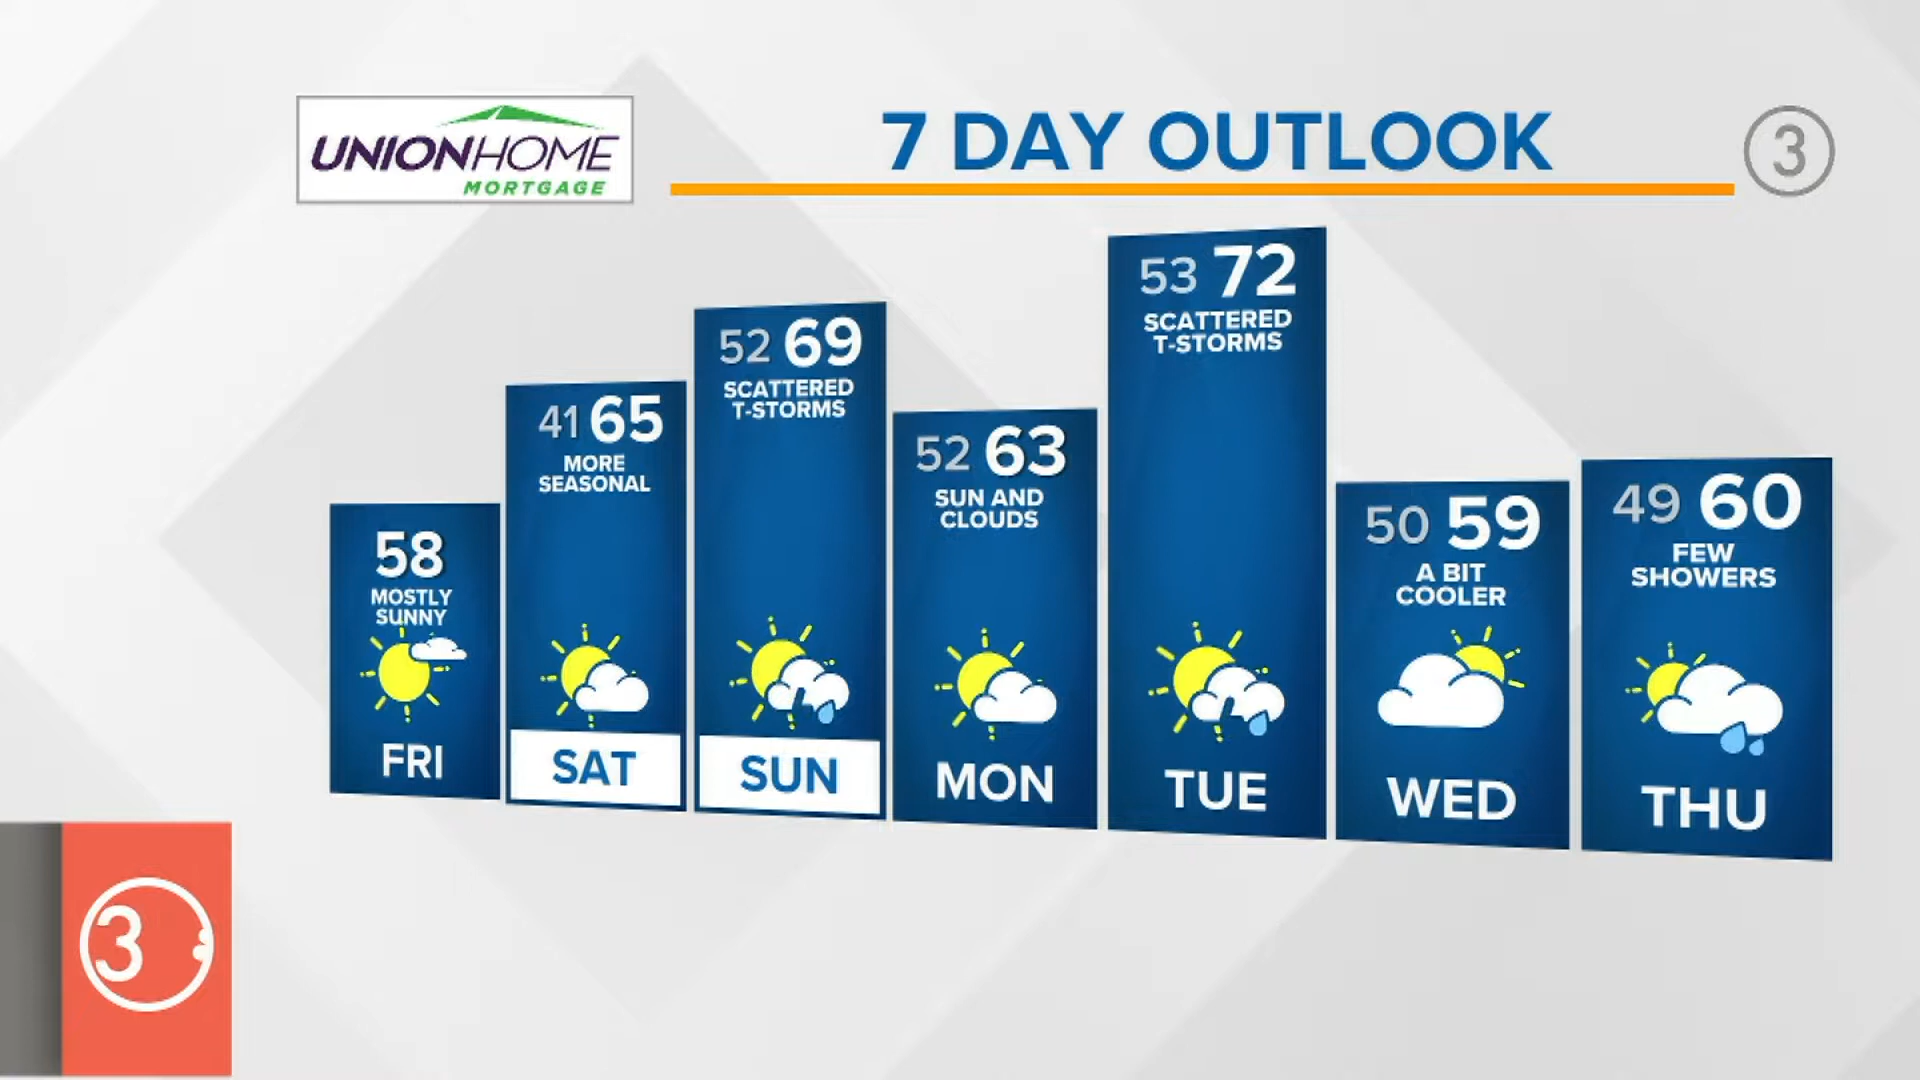 UNIONHOME
MORTGAGE
7 DAY OUTLOOK
3
58
MOSTLY
SUNNY
FRI
41 65
MORE
SEASONAL
SAT
52 69
SCATTERED
T-STORMS
SUN
52 63
SUN AND
CLOUDS
MON
53 72
SCATTERED
T-STORMS
TUE
50 59
A BIT
COOLER
WED
49 60
FEW
SHOWERS
THU
3